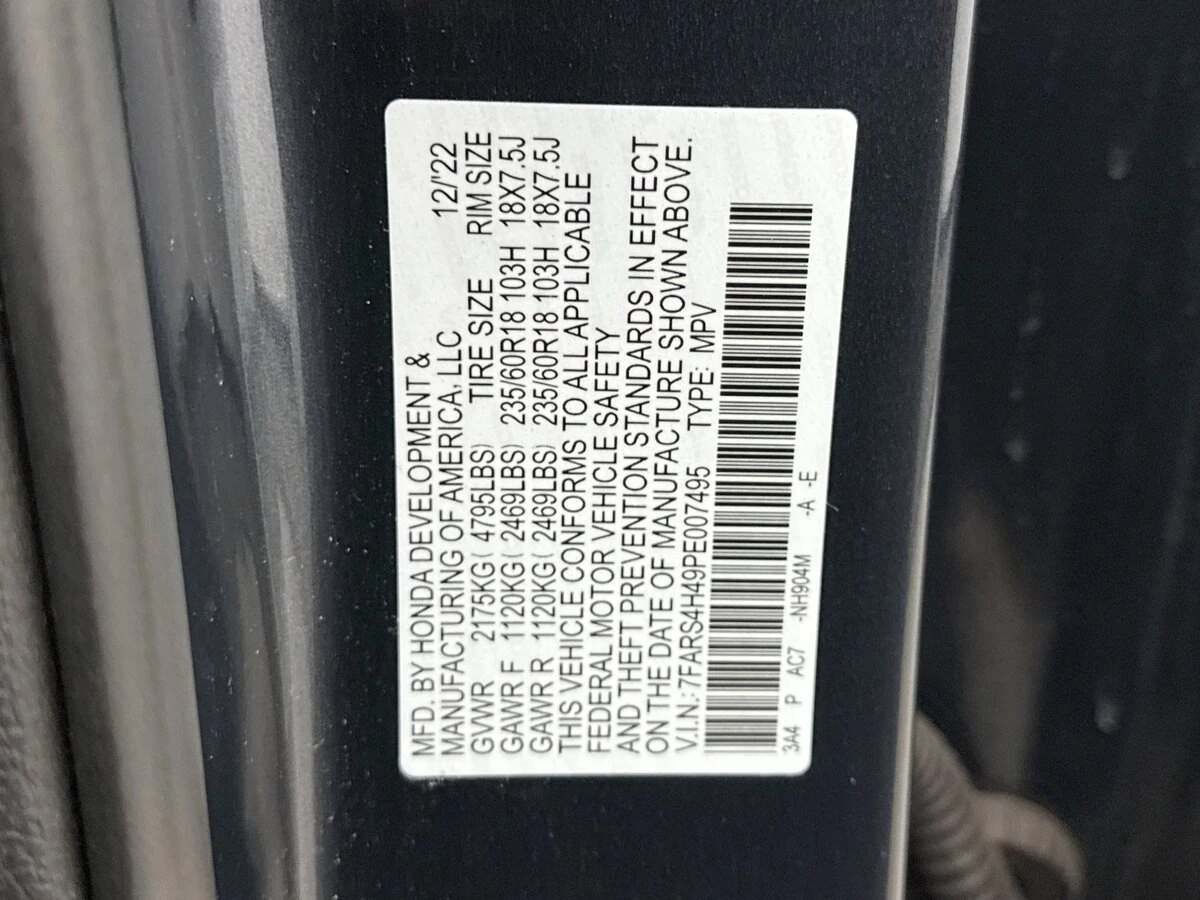 MFD. BY HONDA DEVELOPMENT &
MANUFACTURING OF AMERICA, LLC 12/'22
GVWR 2175KG( 4795LBS) TIRE SIZE RIM SIZE
GAWR F 1120KG( 2469LBS) 235/60R18 103H 18X7.5J
GAWR R 1120KG( 2469LBS) 235/60R18 103H 18X7.5J
THIS VEHICLE CONFORMS TO ALL APPLICABLE
FEDERAL MOTOR VEHICLE SAFETY
AND THEFT PREVENTION STANDARDS IN EFFECT
ON THE DATE OF MANUFACTURE SHOWN ABOVE.
V.I.N.: 7FARS4H49PE007495 TYPE: MPV
3A4 P AC7 -NH904M -A -E